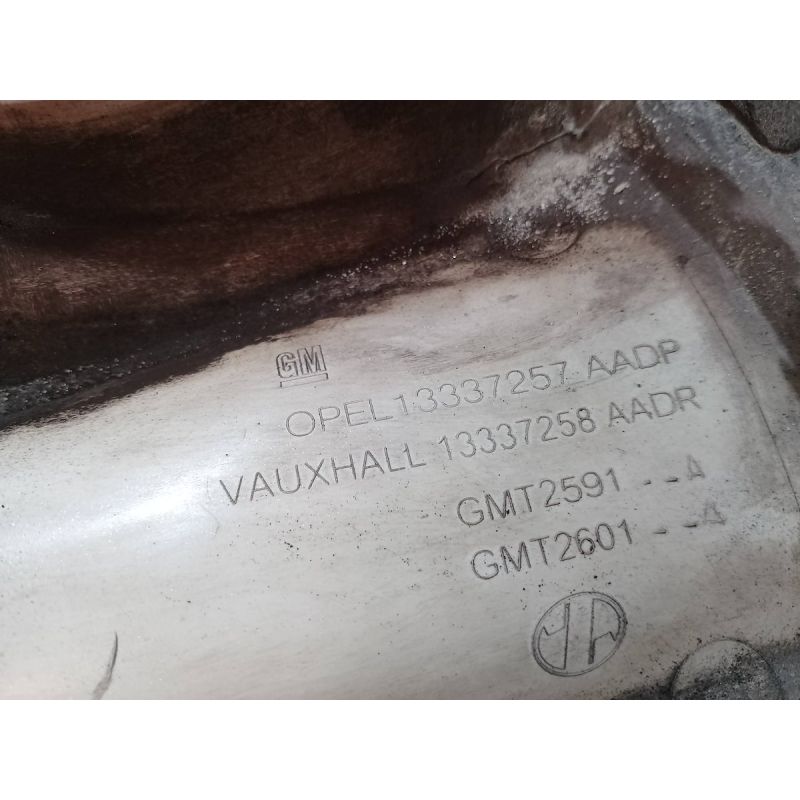 GM
OPEL 13337257 AADP
VAUXHALL 13337258 AADR
GMT2591 --A
GMT2601 --A